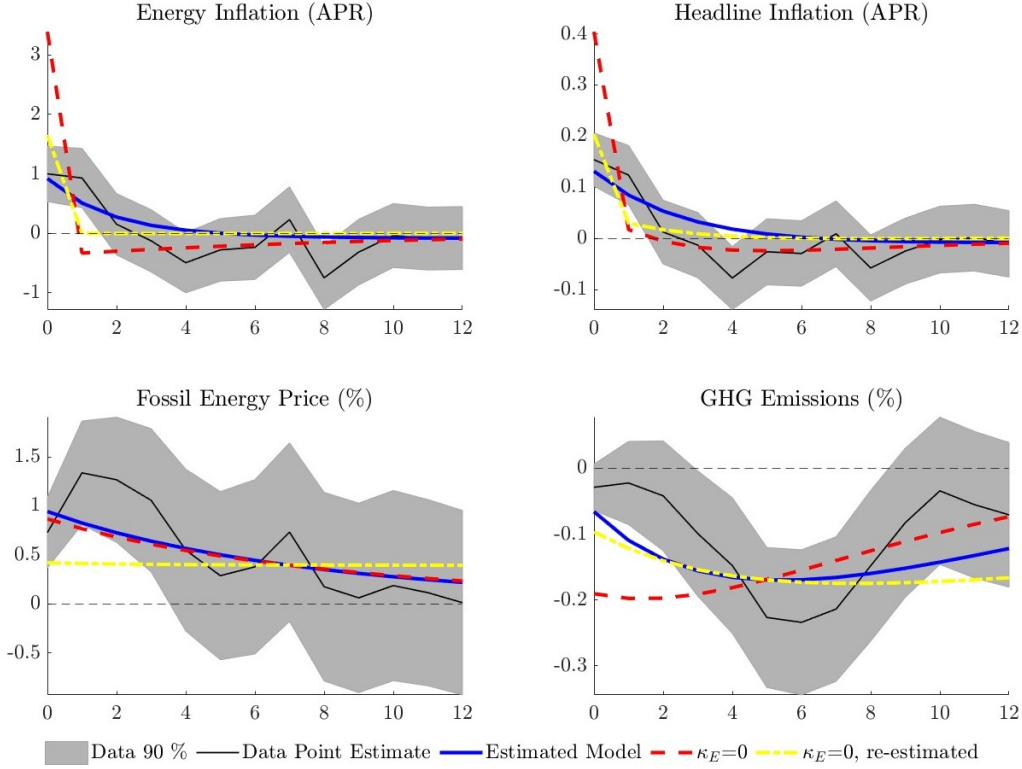 Energy Inflation (APR)
3
2
1
0
-1
0 2 4 6 8 10 12
Headline Inflation (APR)
0.4
0.3
0.2
0.1
0
-0.1
0 2 4 6 8 10 12
Fossil Energy Price (%)
1.5
1
0.5
0
-0.5
0 2 4 6 8 10 12
GHG Emissions (%)
0
-0.1
-0.2
-0.3
0 2 4 6 8 10 12
Data 90 % Data Point Estimate Estimated Model κ_E=0 κ_E=0, re-estimated